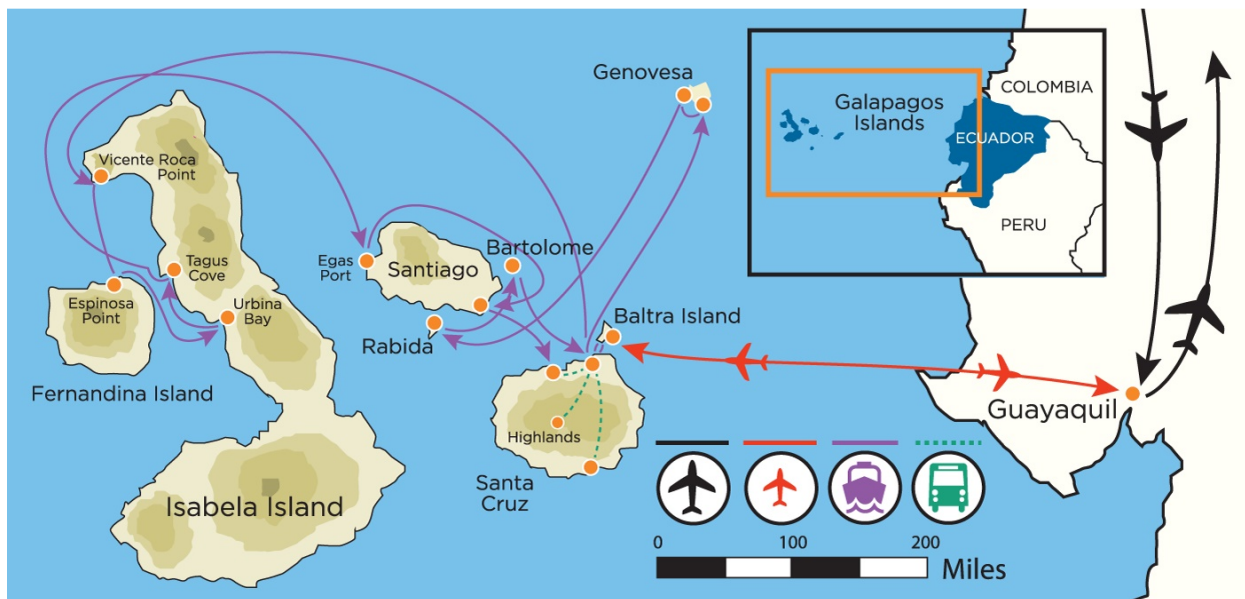 Genovesa
Galapagos
Islands
COLOMBIA
ECUADOR
PERU
Vicente Roca
Point
Tagus
Cove
Egas
Port
Santiago
Bartolome
Espinosa
Point
Urbina
Bay
Rabida
Baltra Island
Fernandina Island
Guayaquil
Highlands
Santa
Cruz
Isabela Island
0 100 200
Miles